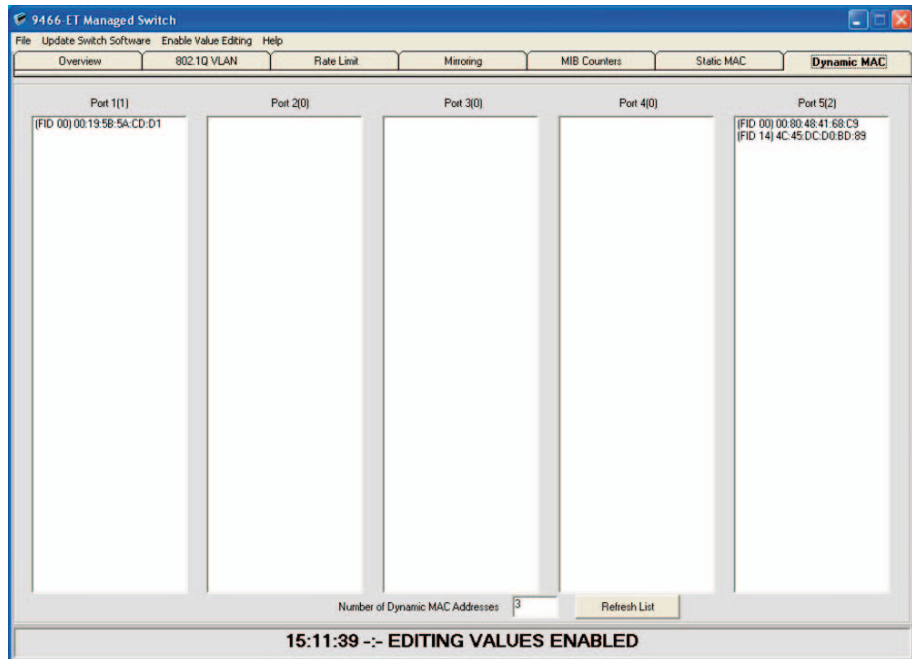 9466-ET Managed Switch
File Update Switch Software Enable Value Editing Help
Overview 802.1Q VLAN Rate Limit Mirroring MIB Counters Static MAC Dynamic MAC
Port 1(1) Port 2(0) Port 3(0) Port 4(0) Port 5(2)
(FID 00) 00:19:5B:5A:CD:D1 (FID 00) 00:80:48:41:68:C9
(FID 14) 4C:45:DC:D0:BD:89
Number of Dynamic MAC Addresses 3 Refresh List
15:11:39 -:- EDITING VALUES ENABLED